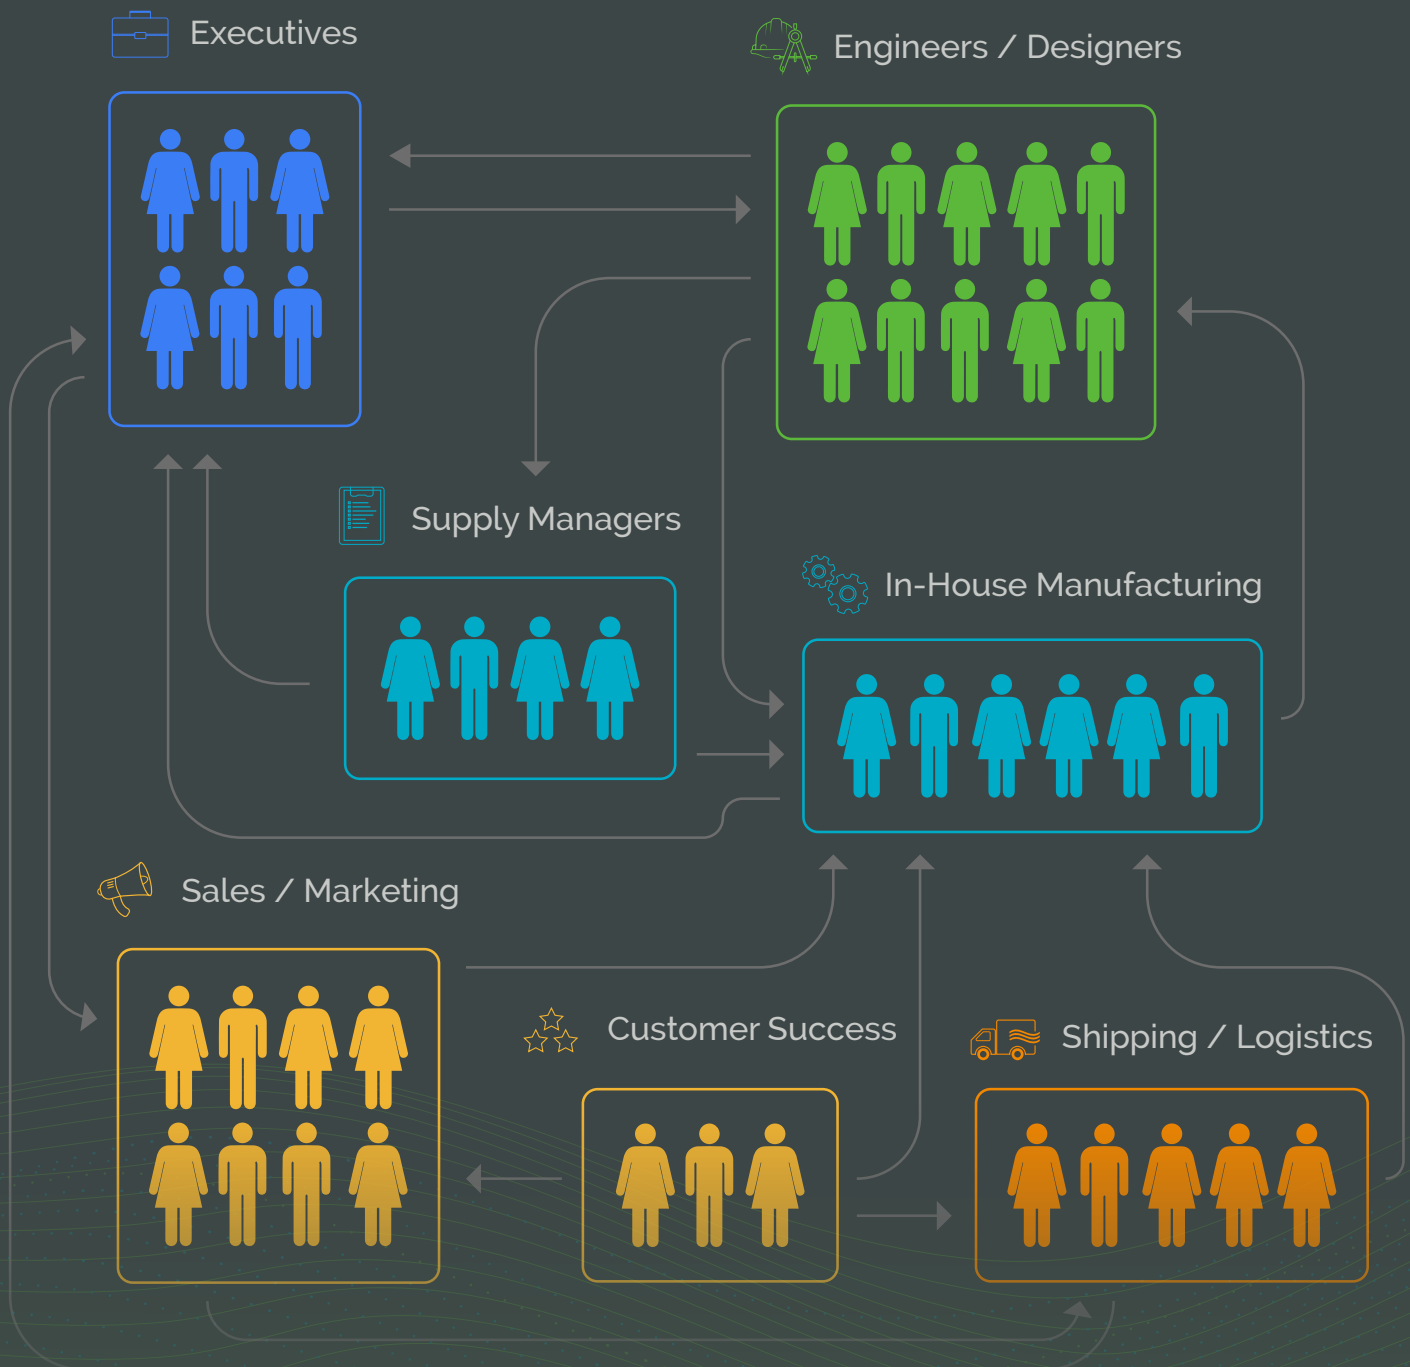 Executives
Engineers / Designers
Supply Managers
In-House Manufacturing
Sales / Marketing
Customer Success
Shipping / Logistics